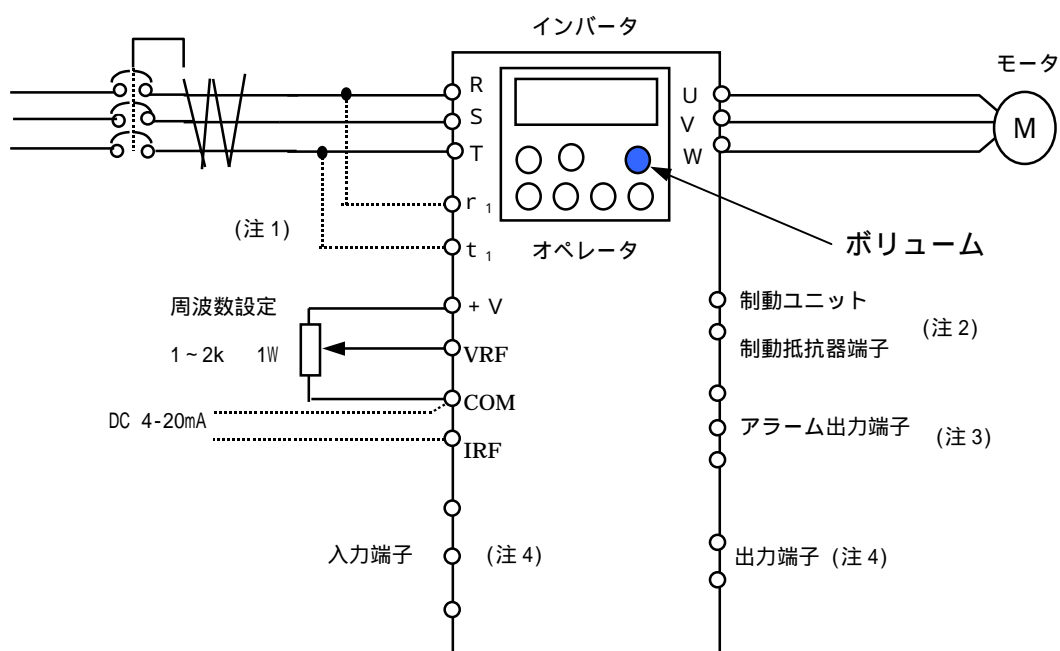 インバータ
モータ
R
S
T
U
V
W
M
r 1
t 1
(注 1)
オペレータ
ボリューム
周波数設定
1 ~ 2k 1W
+ V
VRF
COM
DC 4-20mA
IRF
制動ユニット
(注 2)
制動抵抗器端子
アラーム出力端子 (注 3)
入力端子 (注 4)
出力端子 (注 4)